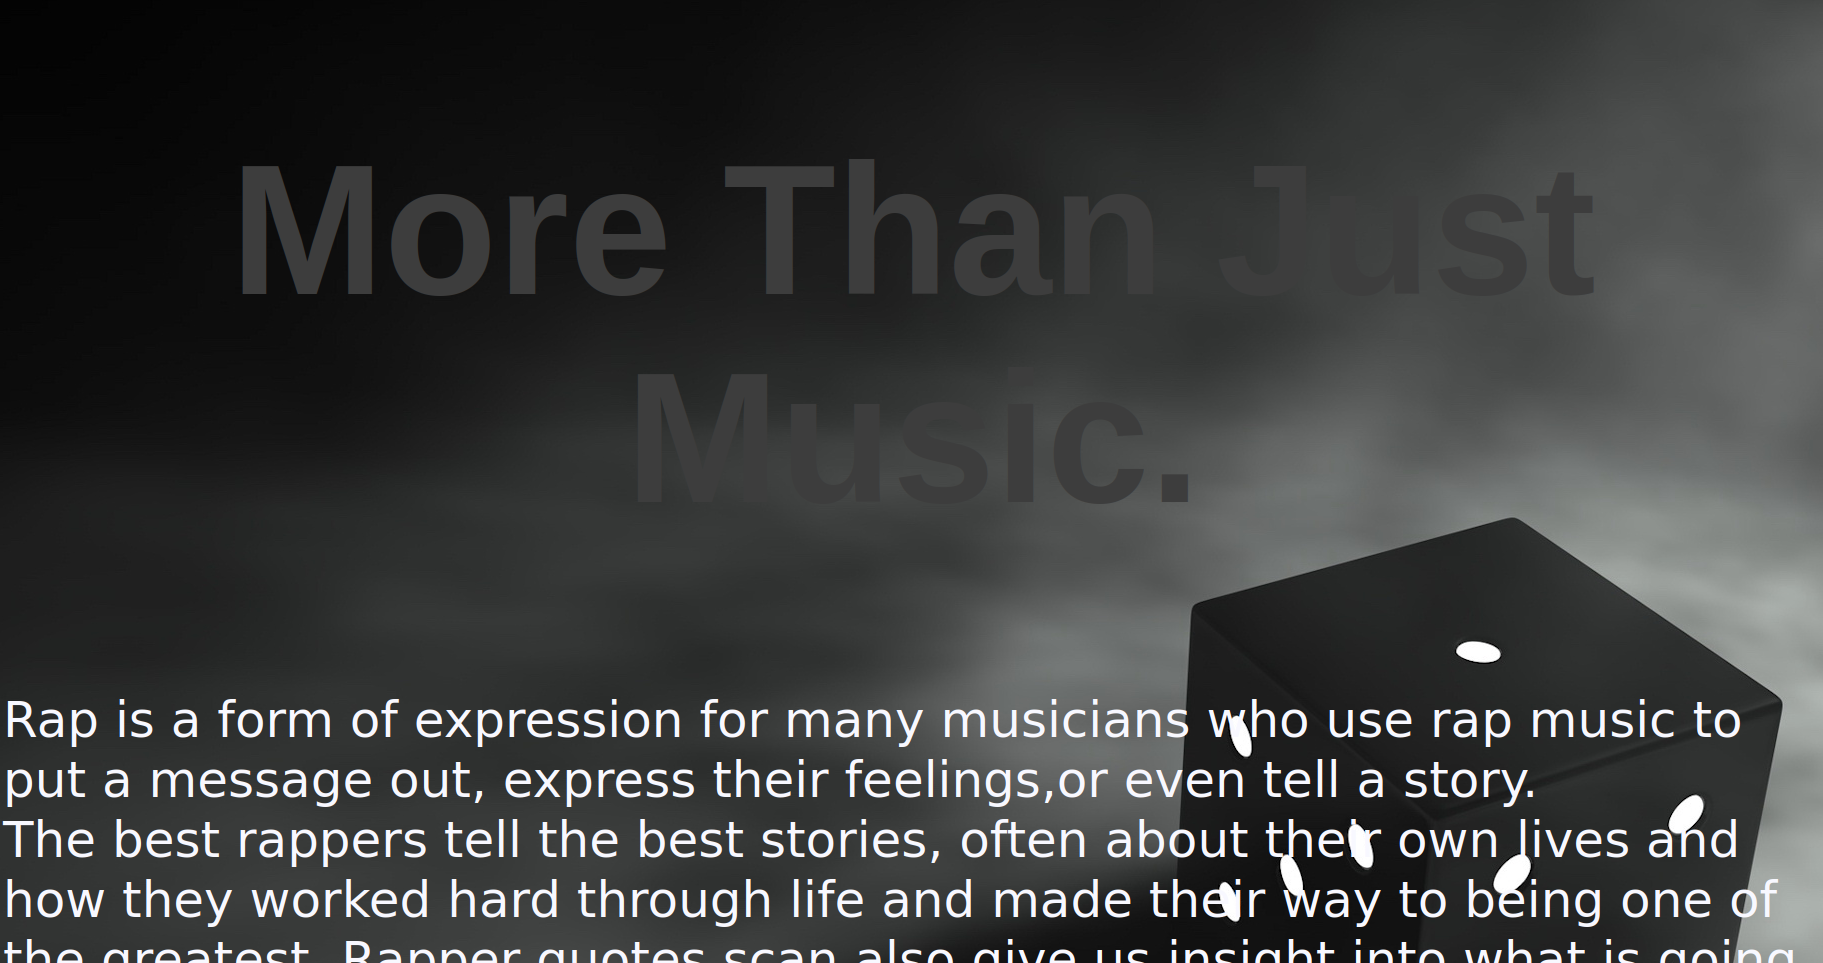 More Than Just
Music.
Rap is a form of expression for many musicians who use rap music to
put a message out, express their feelings,or even tell a story.
The best rappers tell the best stories, often about their own lives and
how they worked hard through life and made their way to being one of
the greatest. Rapper quotes scan also give us insight into what is going